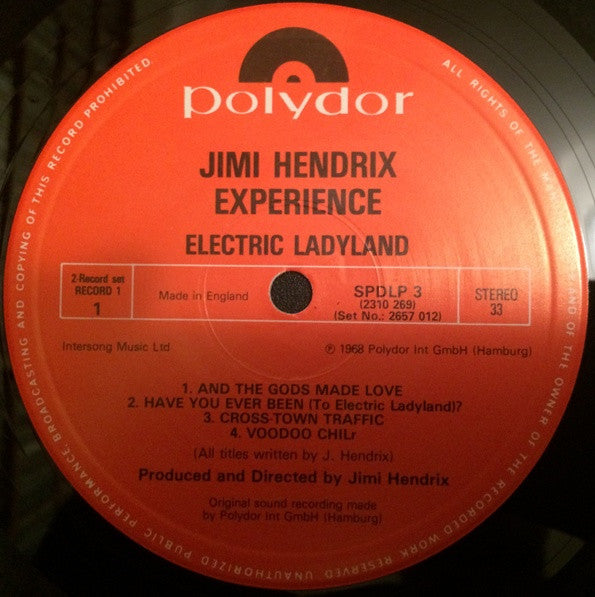 polydor
JIMI HENDRIX
EXPERIENCE
ELECTRIC LADYLAND
2-Record set
RECORD 1
1
Made in England
SPDLP 3
(2310 269)
(Set No.: 2657 012)
STEREO
33
Intersong Music Ltd
℗ 1968 Polydor Int GmbH (Hamburg)
1. AND THE GODS MADE LOVE
2. HAVE YOU EVER BEEN (To Electric Ladyland)?
3. CROSS-TOWN TRAFFIC
4. VOODOO CHILr
(All titles written by J. Hendrix)
Produced and Directed by Jimi Hendrix
Original sound recording made
by Polydor Int GmbH (Hamburg)
ALL RIGHTS OF THE AND OF THE OWNER OF THE RECORDED WORK RESERVED. UNAUTHORIZED PUBLIC PERFORMANCE, BROADCASTING AND COPYING OF THIS RECORD PROHIBITED.